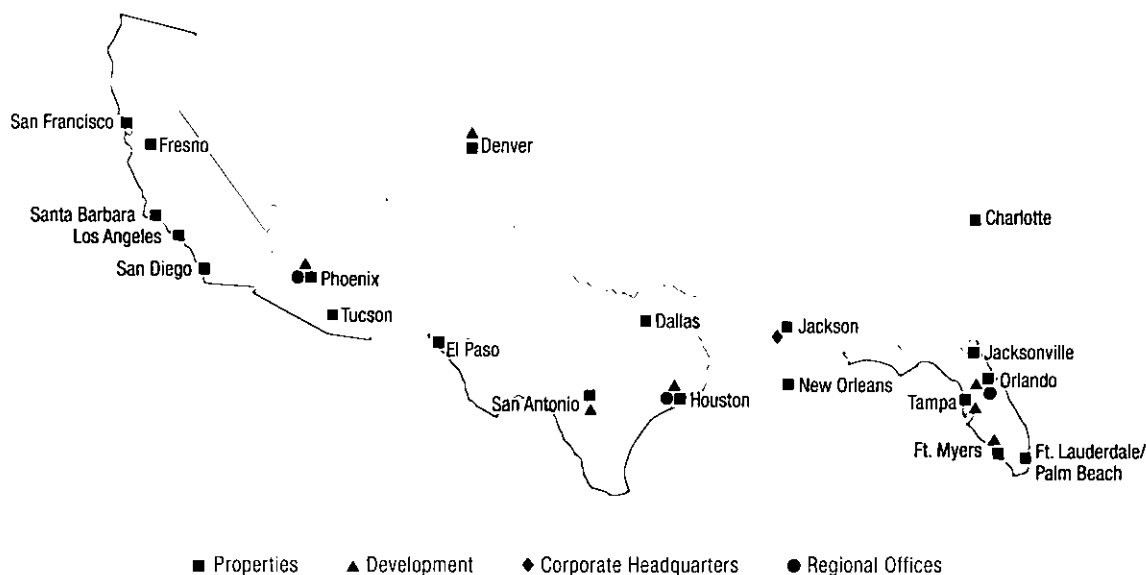 San Francisco
Fresno
Denver
Santa Barbara
Los Angeles
Charlotte
San Diego
Phoenix
Tucson
Dallas
Jackson
El Paso
Jacksonville
New Orleans
Orlando
San Antonio
Houston
Tampa
Ft. Myers
Ft. Lauderdale/
Palm Beach
Properties
Development
Corporate Headquarters
Regional Offices